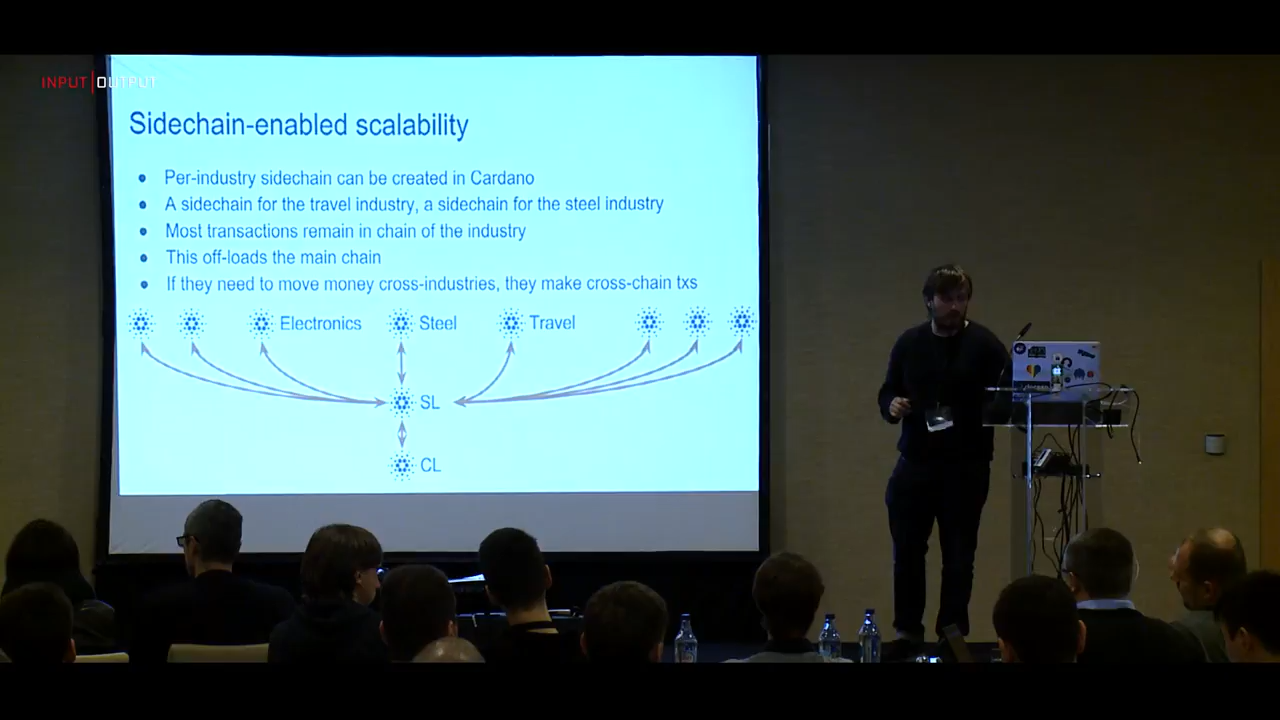 INPUT|OUTPUT
Sidechain-enabled scalability
Per-industry sidechain can be created in Cardano
A sidechain for the travel industry, a sidechain for the steel industry
Most transactions remain in chain of the industry
This off-loads the main chain
If they need to move money cross-industries, they make cross-chain txs
Electronics
Steel
Travel
SL
CL